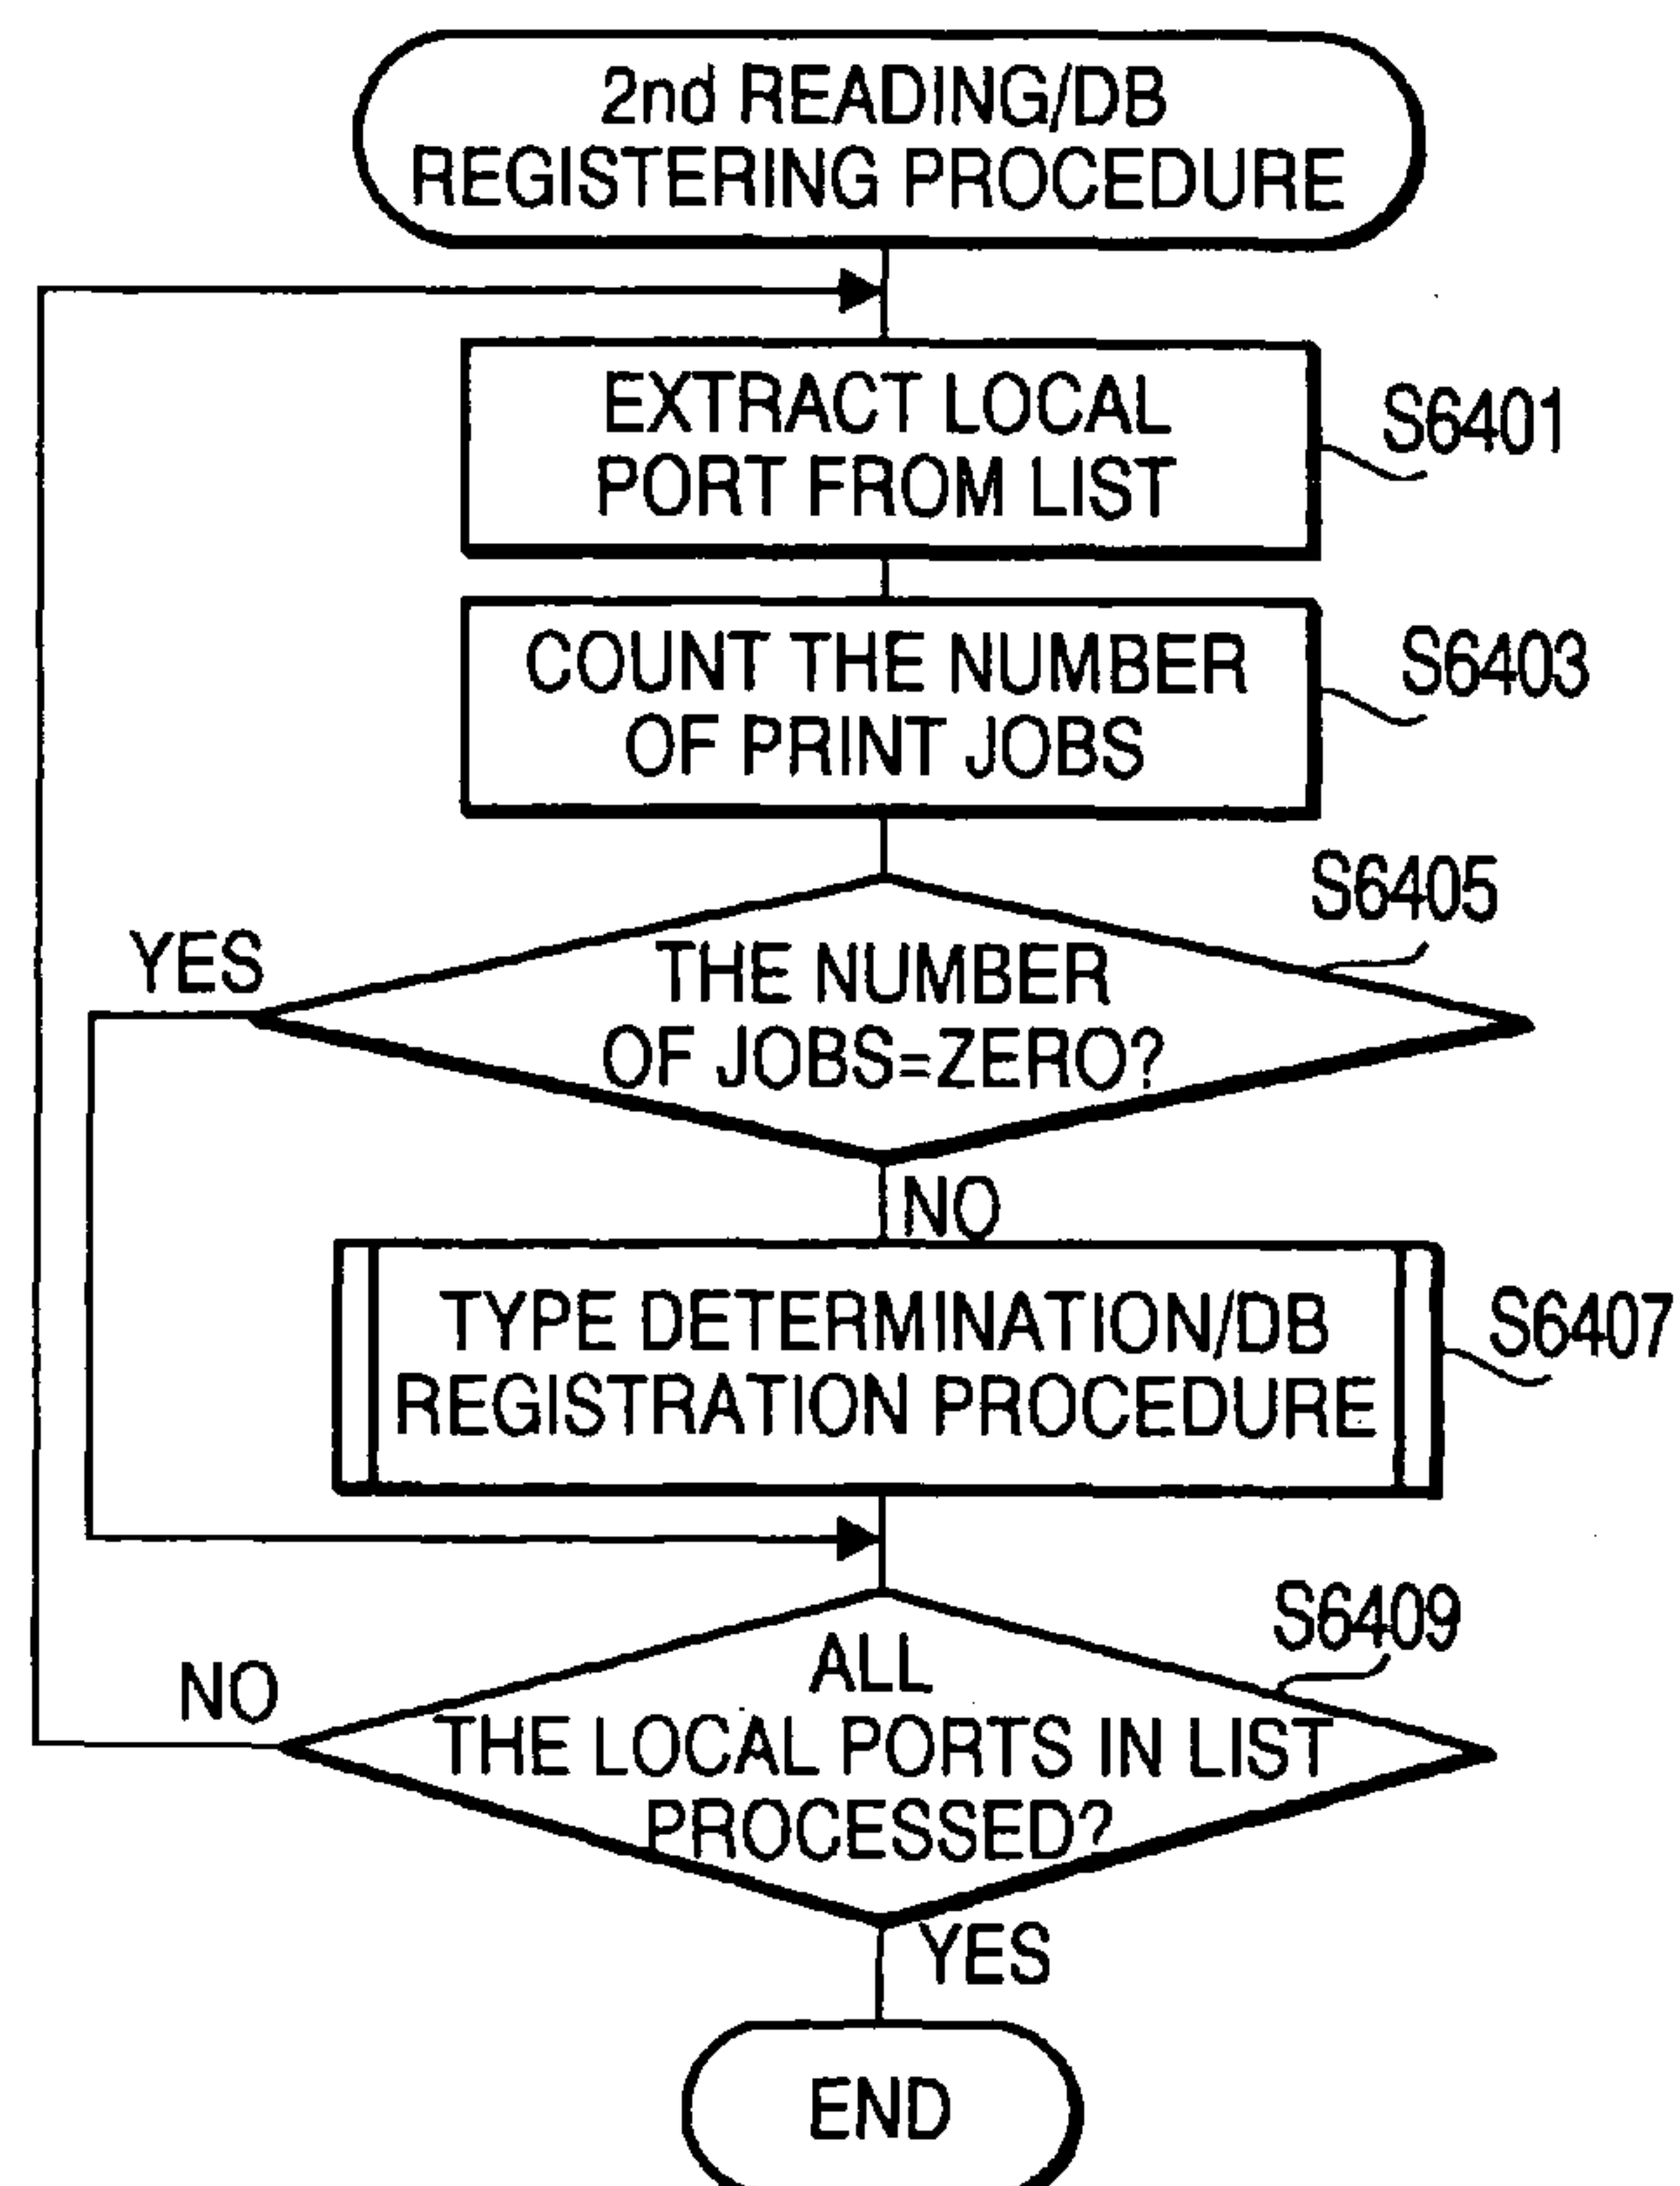 2nd READING/DB
REGISTERING PROCEDURE
EXTRACT LOCAL
PORT FROM LIST
S6401
COUNT THE NUMBER
OF PRINT JOBS
S6403
S6405
YES
THE NUMBER
OF JOBS=ZERO?
NO
TYPE DETERMINATION/DB
REGISTRATION PROCEDURE
S6407
S6409
NO
ALL
THE LOCAL PORTS IN LIST
PROCESSED?
YES
END